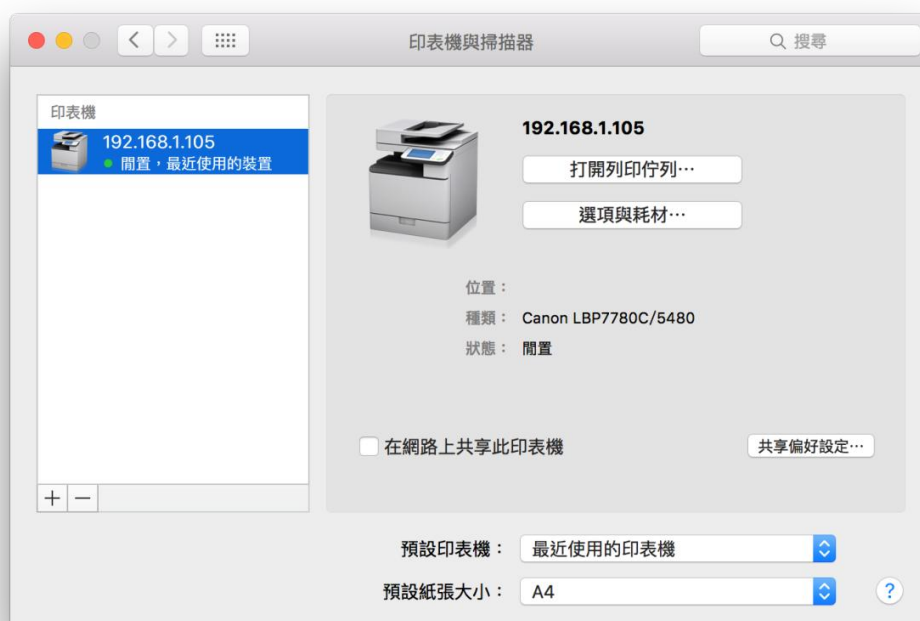 印表機與掃描器
搜尋
印表機
192.168.1.105
閒置，最近使用的裝置
192.168.1.105
打開列印佇列⋯
選項與耗材⋯
位置：
種類： Canon LBP7780C/5480
狀態： 閒置
在網路上共享此印表機
共享偏好設定⋯
預設印表機： 最近使用的印表機
預設紙張大小： A4
?